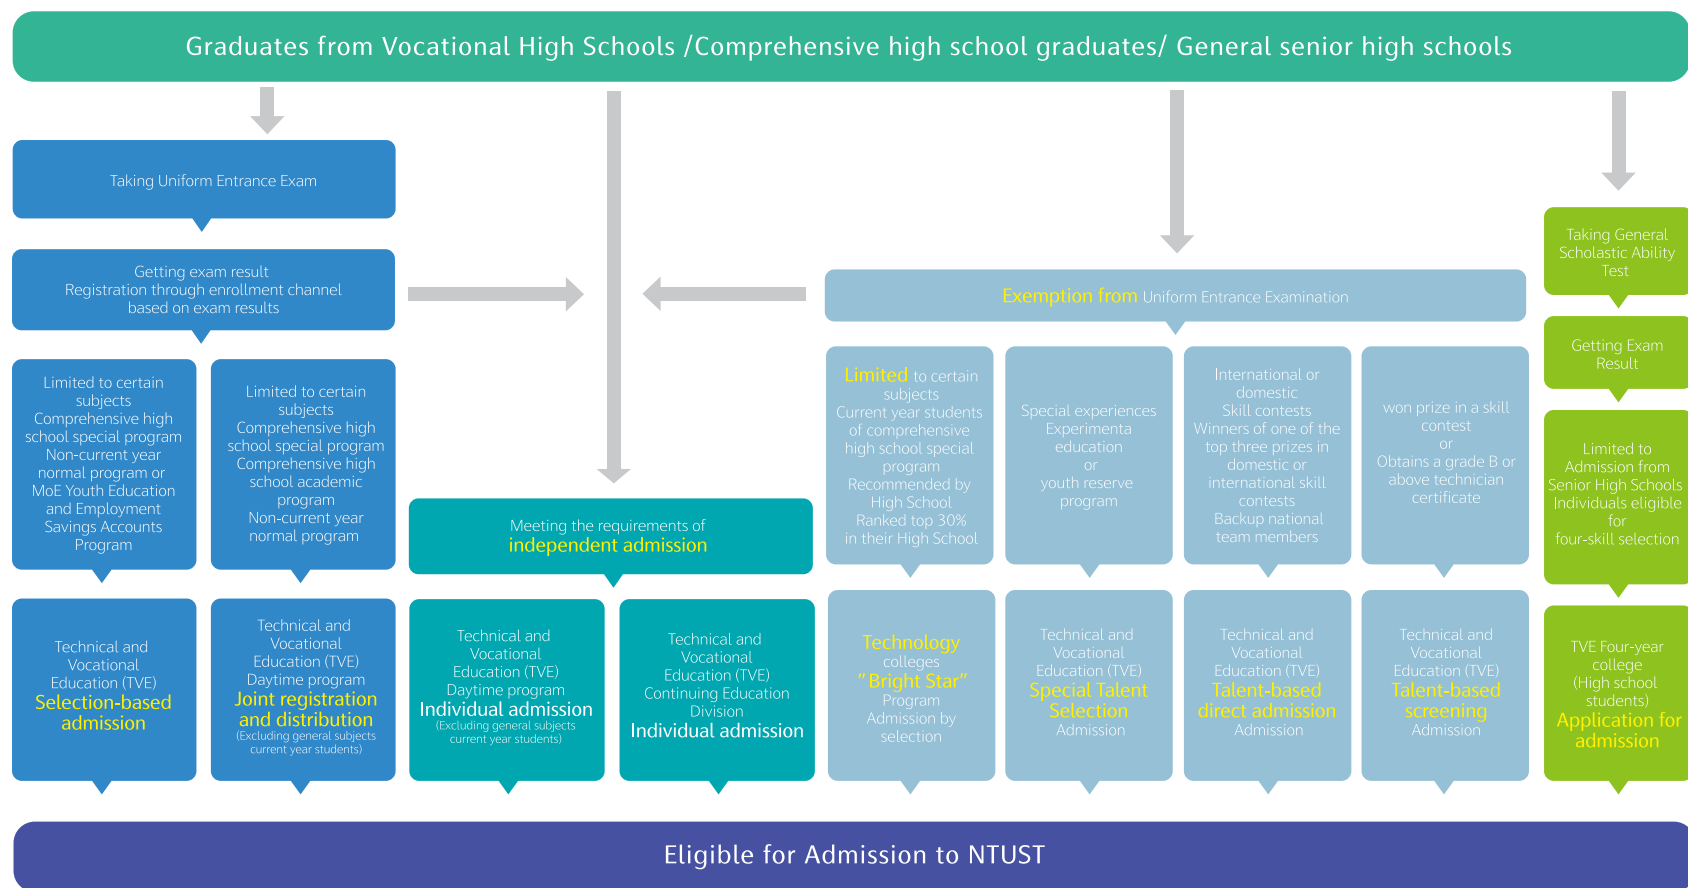 Graduates from Vocational High Schools /Comprehensive high school graduates/ General senior high schools
Taking Uniform Entrance Exam
Getting exam result
Registration through enrollment channel
based on exam results
Limited to certain
subjects
Comprehensive high
school special program
Non-current year
normal program or
MoE Youth Education
and Employment
Savings Accounts
Program
Limited to certain
subjects
Comprehensive high
school special program
Comprehensive high
school academic
program
Non-current year
normal program
Technical and
Vocational
Education (TVE)
Selection-based
admission
Technical and
Vocational
Education (TVE)
Daytime program
Joint registration
and distribution
(Excluding general subjects
current year students)
Meeting the requirements of
independent admission
Technical and
Vocational
Education (TVE)
Daytime program
Individual admission
(Excluding general subjects
current year students)
Technical and
Vocational
Education (TVE)
Continuing Education
Division
Individual admission
Exemption from Uniform Entrance Examination
Limited to certain
subjects
Current year students
of comprehensive
high school special
program
Recommended by
High School
Ranked top 30%
in their High School
Special experiences
Experimenta
education
or
youth reserve
program
International or
domestic
Skill contests
Winners of one of the
top three prizes in
domestic or
international skill
contests
Backup national
team members
won prize in a skill
contest
or
Obtains a grade B or
above technician
certificate
Technology
colleges
"Bright Star"
Program
Admission by
selection
Technical and
Vocational
Education (TVE)
Special Talent
Selection
Admission
Technical and
Vocational
Education (TVE)
Talent-based
direct admission
Admission
Technical and
Vocational
Education (TVE)
Talent-based
screening
Admission
Taking General
Scholastic Ability
Test
Getting Exam
Result
Limited to
Admission from
Senior High Schools
Individuals eligible
for
four-skill selection
TVE Four-year
college
(High school
students)
Application for
admission
Eligible for Admission to NTUST